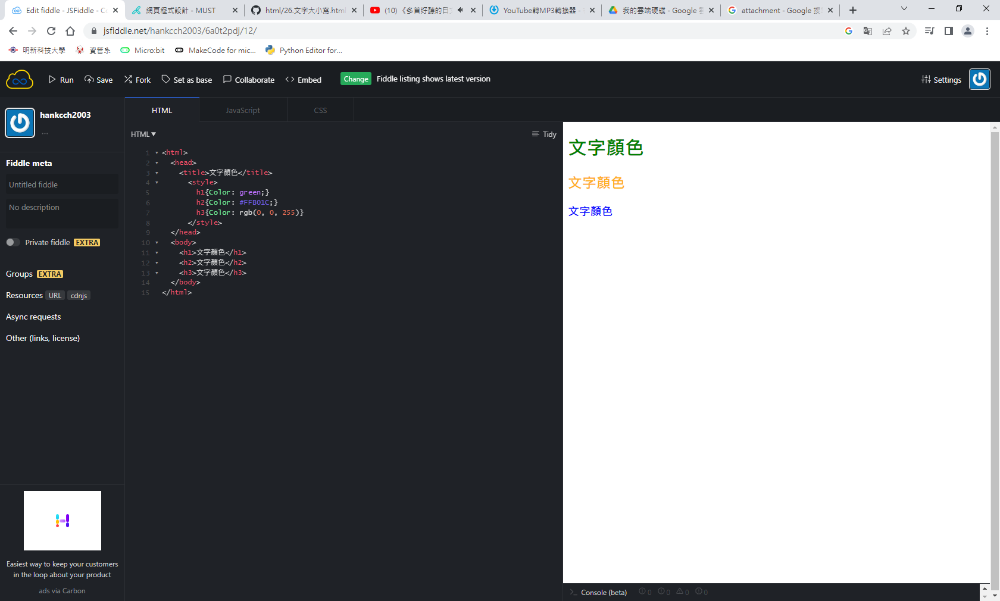 Edit fiddle - JSFiddle - Co
網頁程式設計 - MUST
html/26.文字大小寫.html
(10) 《多首好聽的日文
YouTube轉MP3轉換器 -
我的雲端硬碟 - Google 雲
attachment - Google 搜
jsfiddle.net/hankcch2003/6a0t2pdj/12/
明新科技大學
資管系
Micro:bit
MakeCode for mic...
Python Editor for...
Run
Save
Fork
Set as base
Collaborate
Embed
Change
Fiddle listing shows latest version
Settings
hankcch2003
...
Fiddle meta
Untitled fiddle
No description
Private fiddle EXTRA
Groups EXTRA
Resources URL cdnjs
Async requests
Other (links, license)
Easiest way to keep your customers
in the loop about your product
ads via Carbon
HTML
JavaScript
CSS
HTML▼
Tidy
1 <html>
2 <head>
3 <title>文字顏色</title>
4 <style>
5 h1{Color: green;}
6 h2{Color: #FFB01C;}
7 h3{Color: rgb(0, 0, 255)}
8 </style>
9 </head>
10 <body>
11 <h1>文字顏色</h1>
12 <h2>文字顏色</h2>
13 <h3>文字顏色</h3>
14 </body>
15 </html>
文字顏色
文字顏色
文字顏色
>_ Console (beta) 0 0 0 0